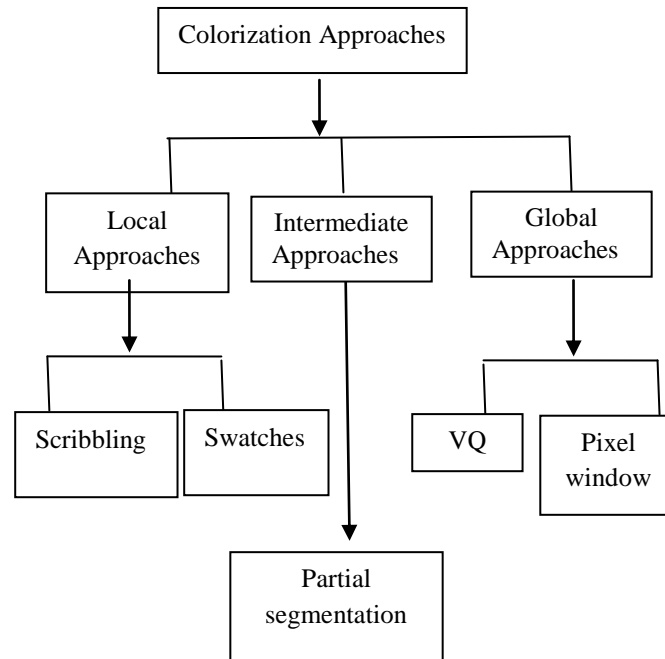 Colorization Approaches
Local
Approaches
Intermediate
Approaches
Global
Approaches
Scribbling
Swatches
VQ
Pixel
window
Partial
segmentation